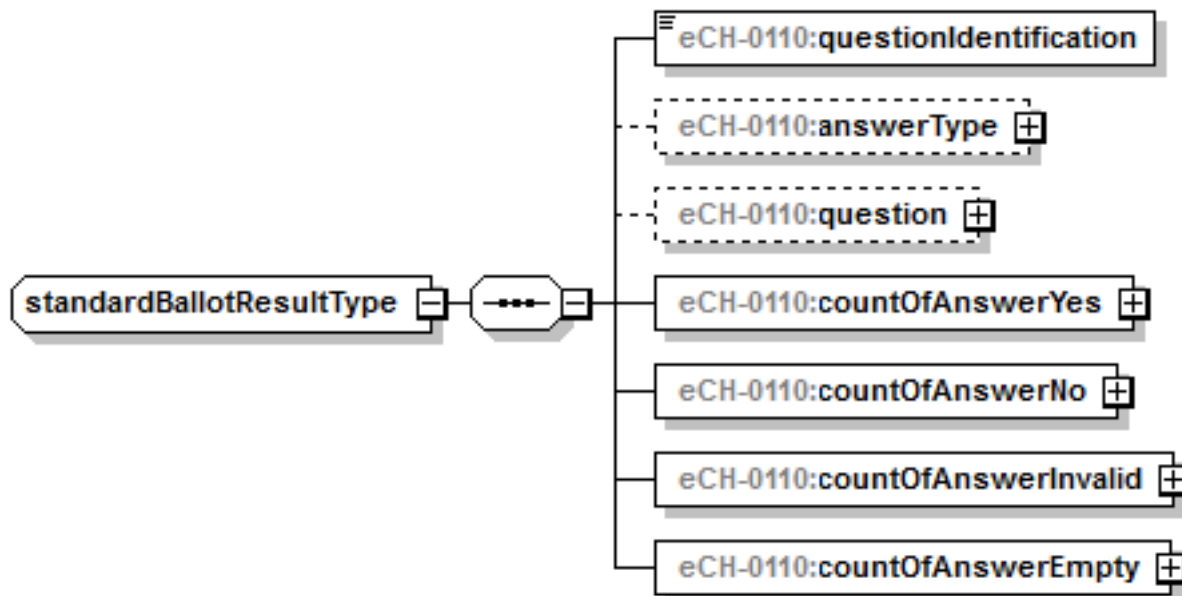 eCH-0110:questionIdentification
eCH-0110:answerType
eCH-0110:question
standardBallotResultType
eCH-0110:countOfAnswerYes
eCH-0110:countOfAnswerNo
eCH-0110:countOfAnswerInvalid
eCH-0110:countOfAnswerEmpty